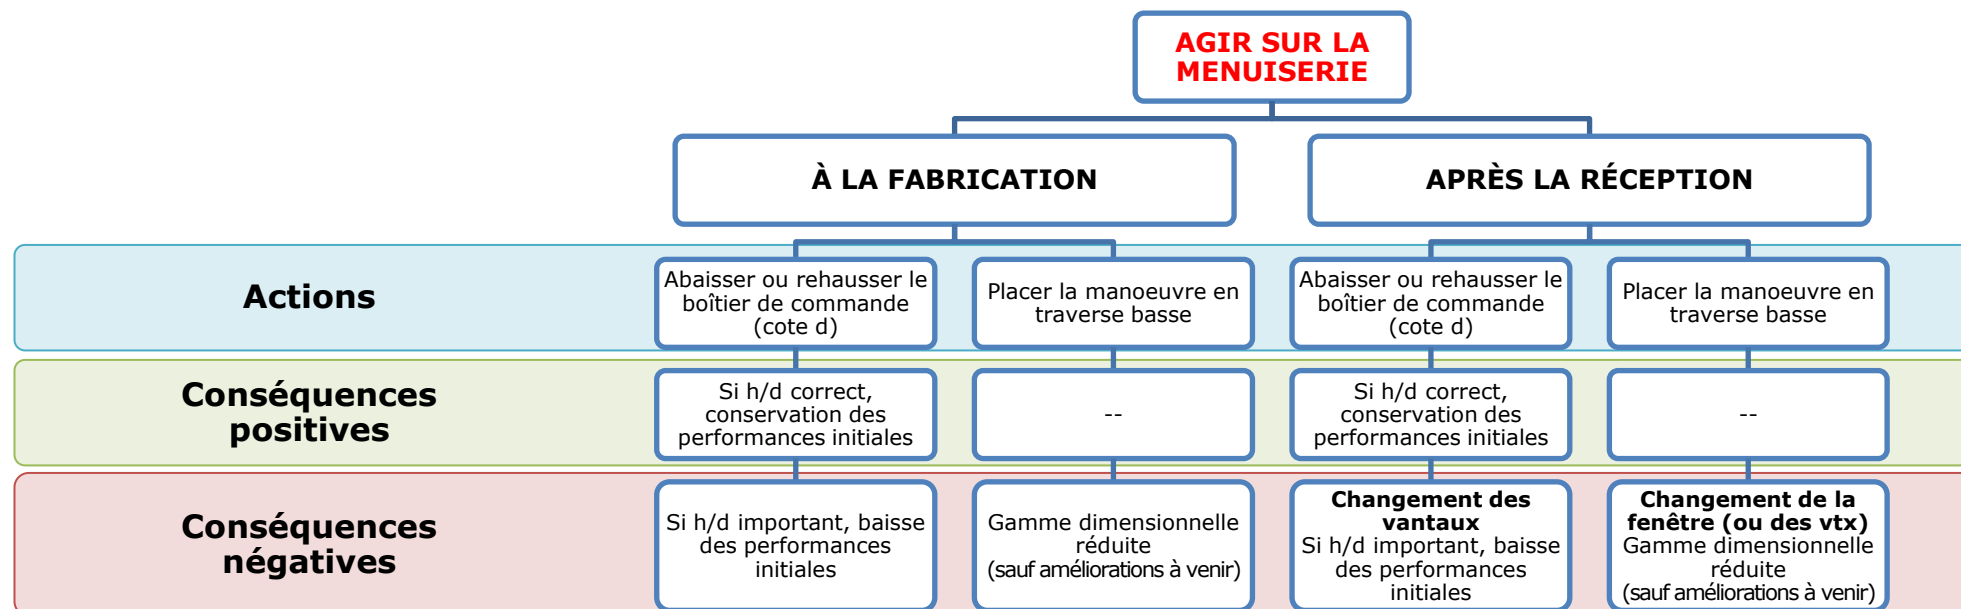 AGIR SUR LA
MENUISERIE
À LA FABRICATION
APRÈS LA RÉCEPTION
Actions
Abaisser ou rehausser le
boîtier de commande
(cote d)
Placer la manoeuvre en
traverse basse
Abaisser ou rehausser le
boîtier de commande
(cote d)
Placer la manoeuvre en
traverse basse
Conséquences
positives
Si h/d correct,
conservation des
performances initiales
--
Si h/d correct,
conservation des
performances initiales
--
Conséquences
négatives
Si h/d important, baisse
des performances
initiales
Gamme dimensionnelle
réduite
(sauf améliorations à venir)
Changement des
vantaux
Si h/d important, baisse
des performances
initiales
Changement de la
fenêtre (ou des vtx)
Gamme dimensionnelle
réduite
(sauf améliorations à venir)